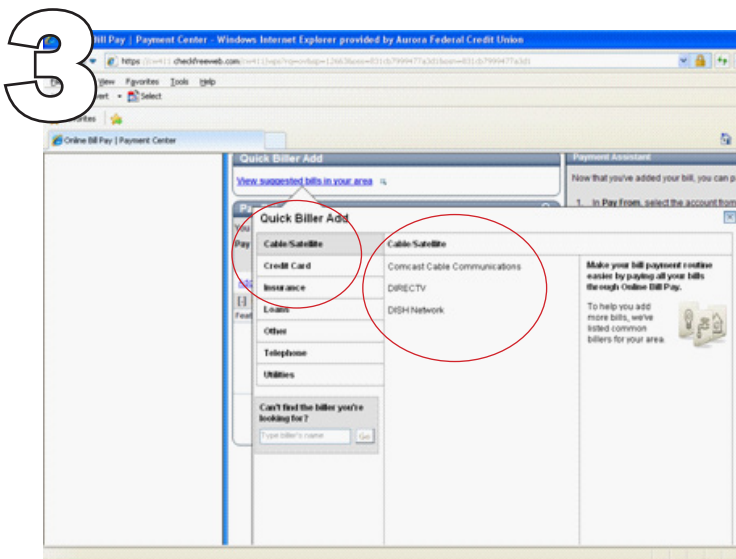 3
Bill Pay | Payment Center - Windows Internet Explorer provided by Aurora Federal Credit Union
https checkfreeweb.com
View Favorites Tools Help
Select
Online Bill Pay | Payment Center
Quick Biller Add
View suggested bills in your area
Payment Assistant
Now that you've added your bill, you can p
1. In Pay From, select the account from
Quick Biller Add
You
Pay
Cable/Satellite
Credit Card
Insurance
Loans
Other
Telephone
Utilities
Can't find the biller you're
looking for?
Type biller's name
Go
Cable/Satellite
Comcast Cable Communications
DIRECTV
DISH Network
Make your bill payment routine
easier by paying all your bills
through Online Bill Pay.
To help you add
more bills, we've
listed common
billers for your area.
[-]
Feat